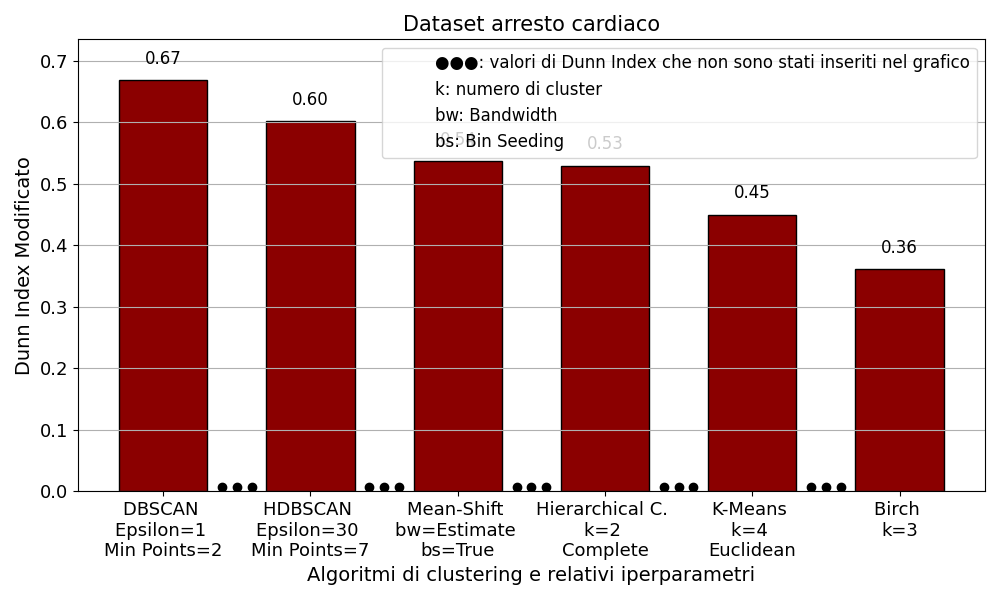 Dataset arresto cardiaco
Dunn Index Modificato
0.7
0.6
0.5
0.4
0.3
0.2
0.1
0.0
0.67
0.60
0.54
0.53
0.45
0.36
●●●: valori di Dunn Index che non sono stati inseriti nel grafico
k: numero di cluster
bw: Bandwidth
bs: Bin Seeding
DBSCAN
Epsilon=1
Min Points=2
HDBSCAN
Epsilon=30
Min Points=7
Mean-Shift
bw=Estimate
bs=True
Hierarchical C.
k=2
Complete
K-Means
k=4
Euclidean
Birch
k=3
Algoritmi di clustering e relativi iperparametri